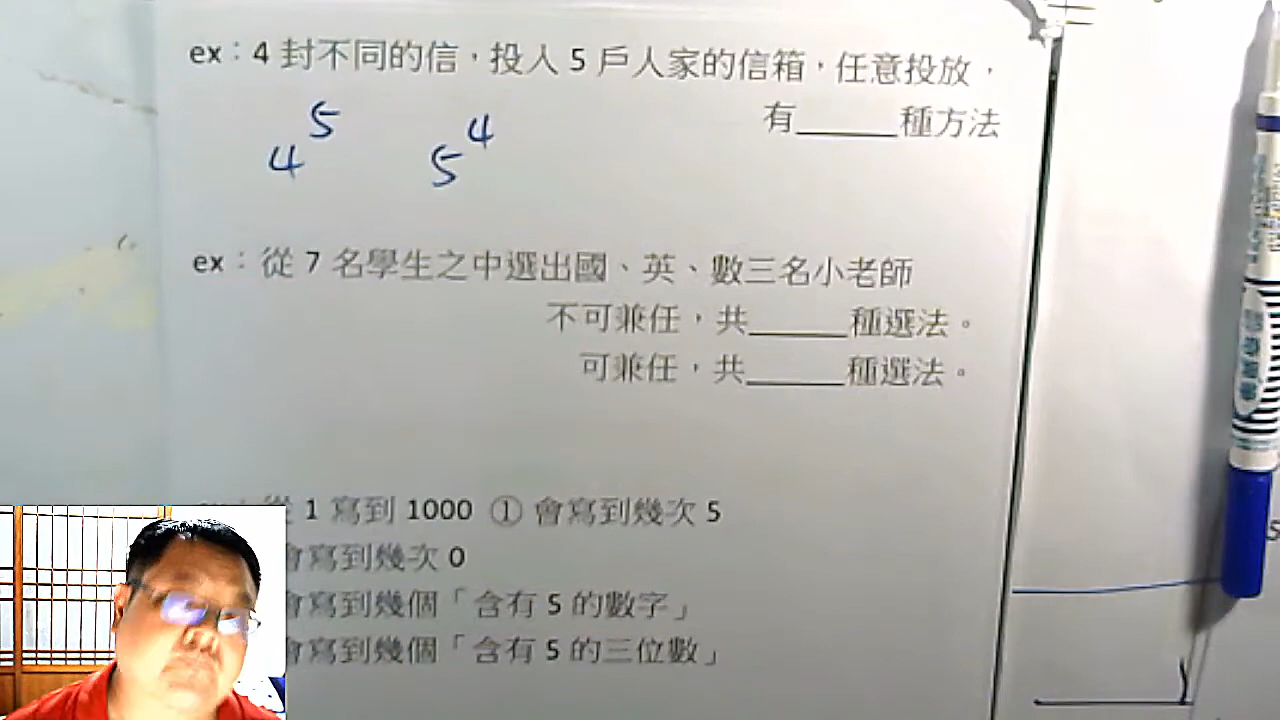 ex：4 封不同的信，投入 5 戶人家的信箱，任意投放，
有______種方法
4^5 5^4
ex：從 7 名學生之中選出國、英、數三名小老師
不可兼任，共______種選法。
可兼任，共______種選法。
從 1 寫到 1000 ① 會寫到幾次 5
會寫到幾次 0
會寫到幾個「含有 5 的數字」
會寫到幾個「含有 5 的三位數」